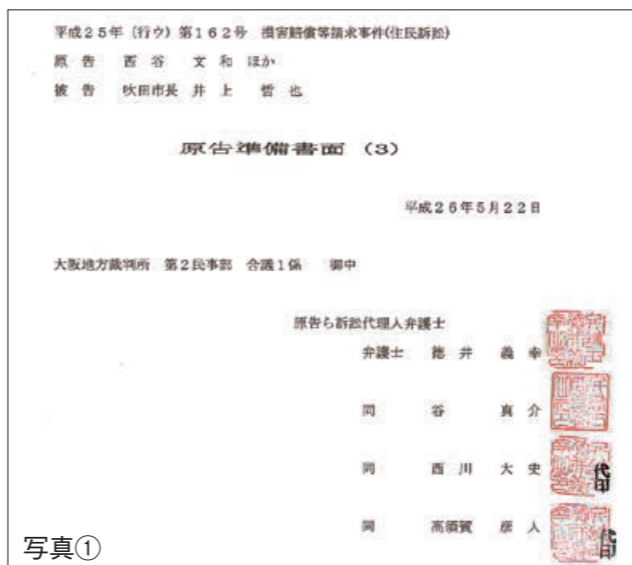 平成25年(行ウ)第162号 損害賠償等請求事件(住民訴訟)
原告 西谷 文和 ほか
被告 吹田市長 井上 哲也
原告準備書面(3)
平成26年5月22日
大阪地方裁判所 第2民事部 合議1係 御中
原告ら訴訟代理人弁護士
弁護士 徳井 義幸
同 谷 真介
同 西川 大史
代印
同 高須賀 彦人
代印
写真①